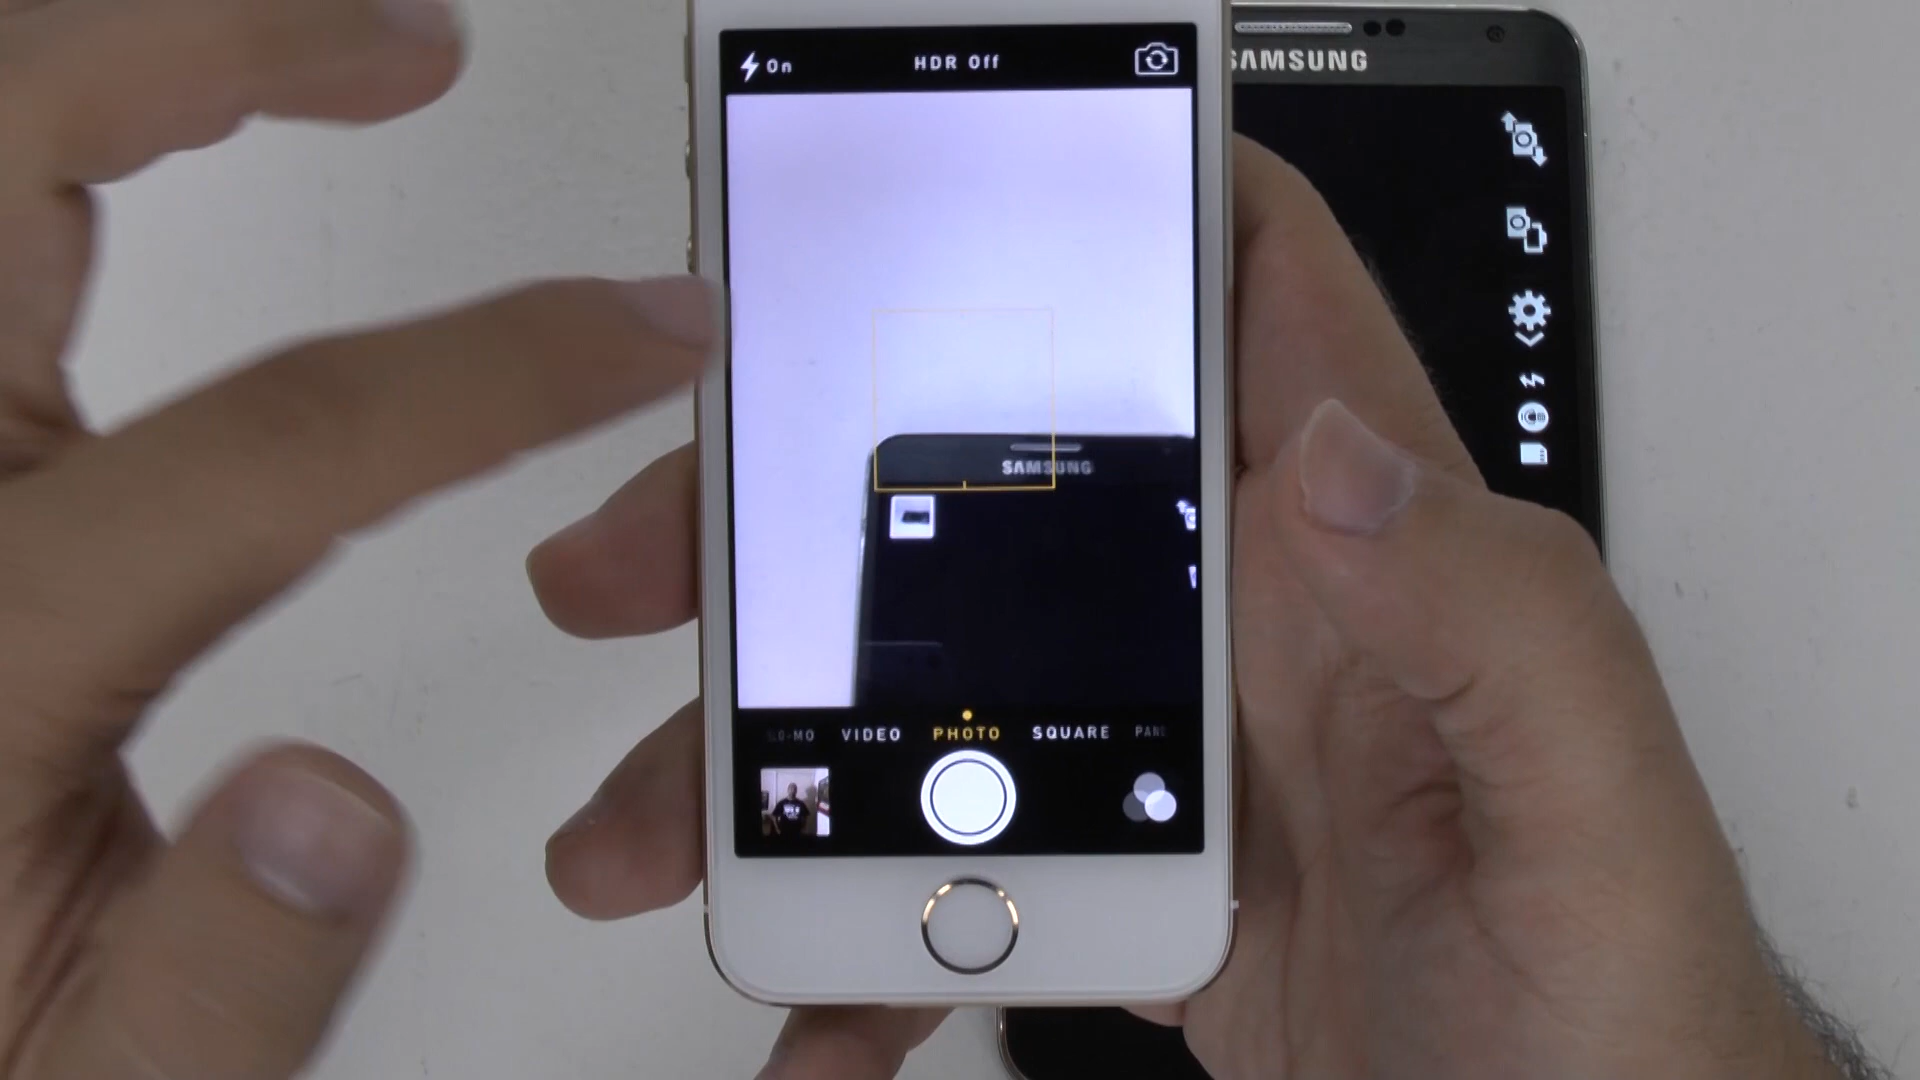 On
HDR Off
SAMSUNG
SAMSUNG
VIDEO
PHOTO
SQUARE